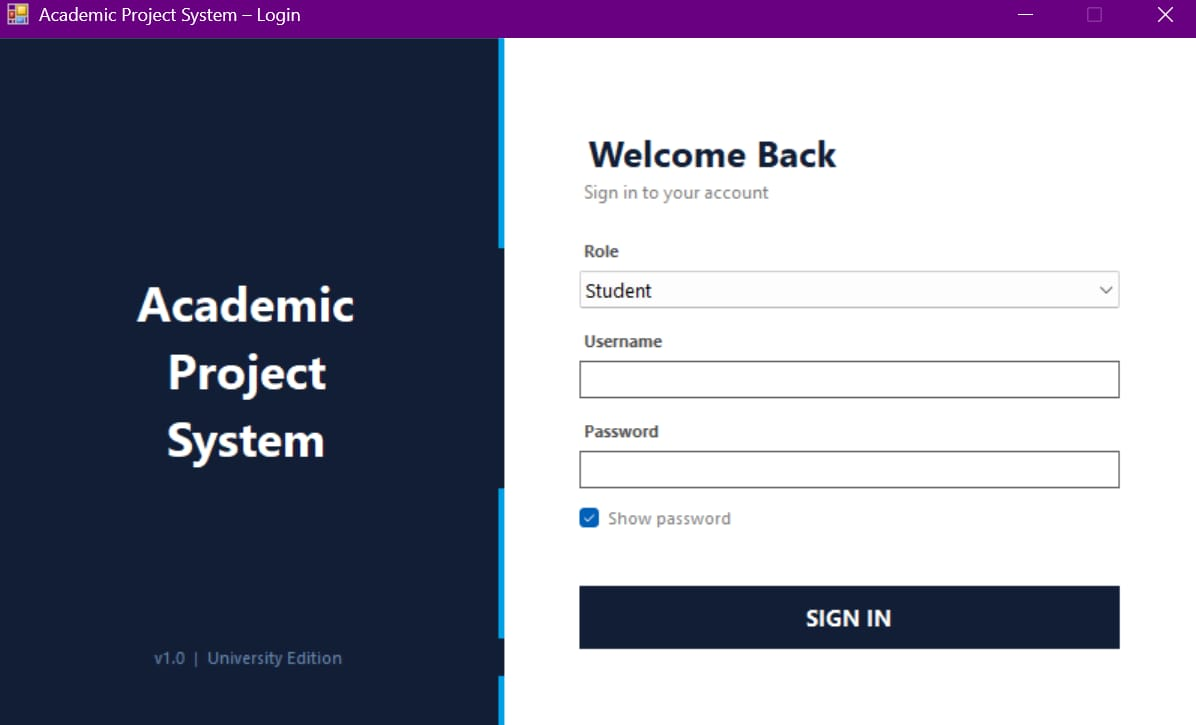 Academic Project System – Login
Academic
Project
System
v1.0 | University Edition
Welcome Back
Sign in to your account
Role
Student
Username
Password
Show password
SIGN IN